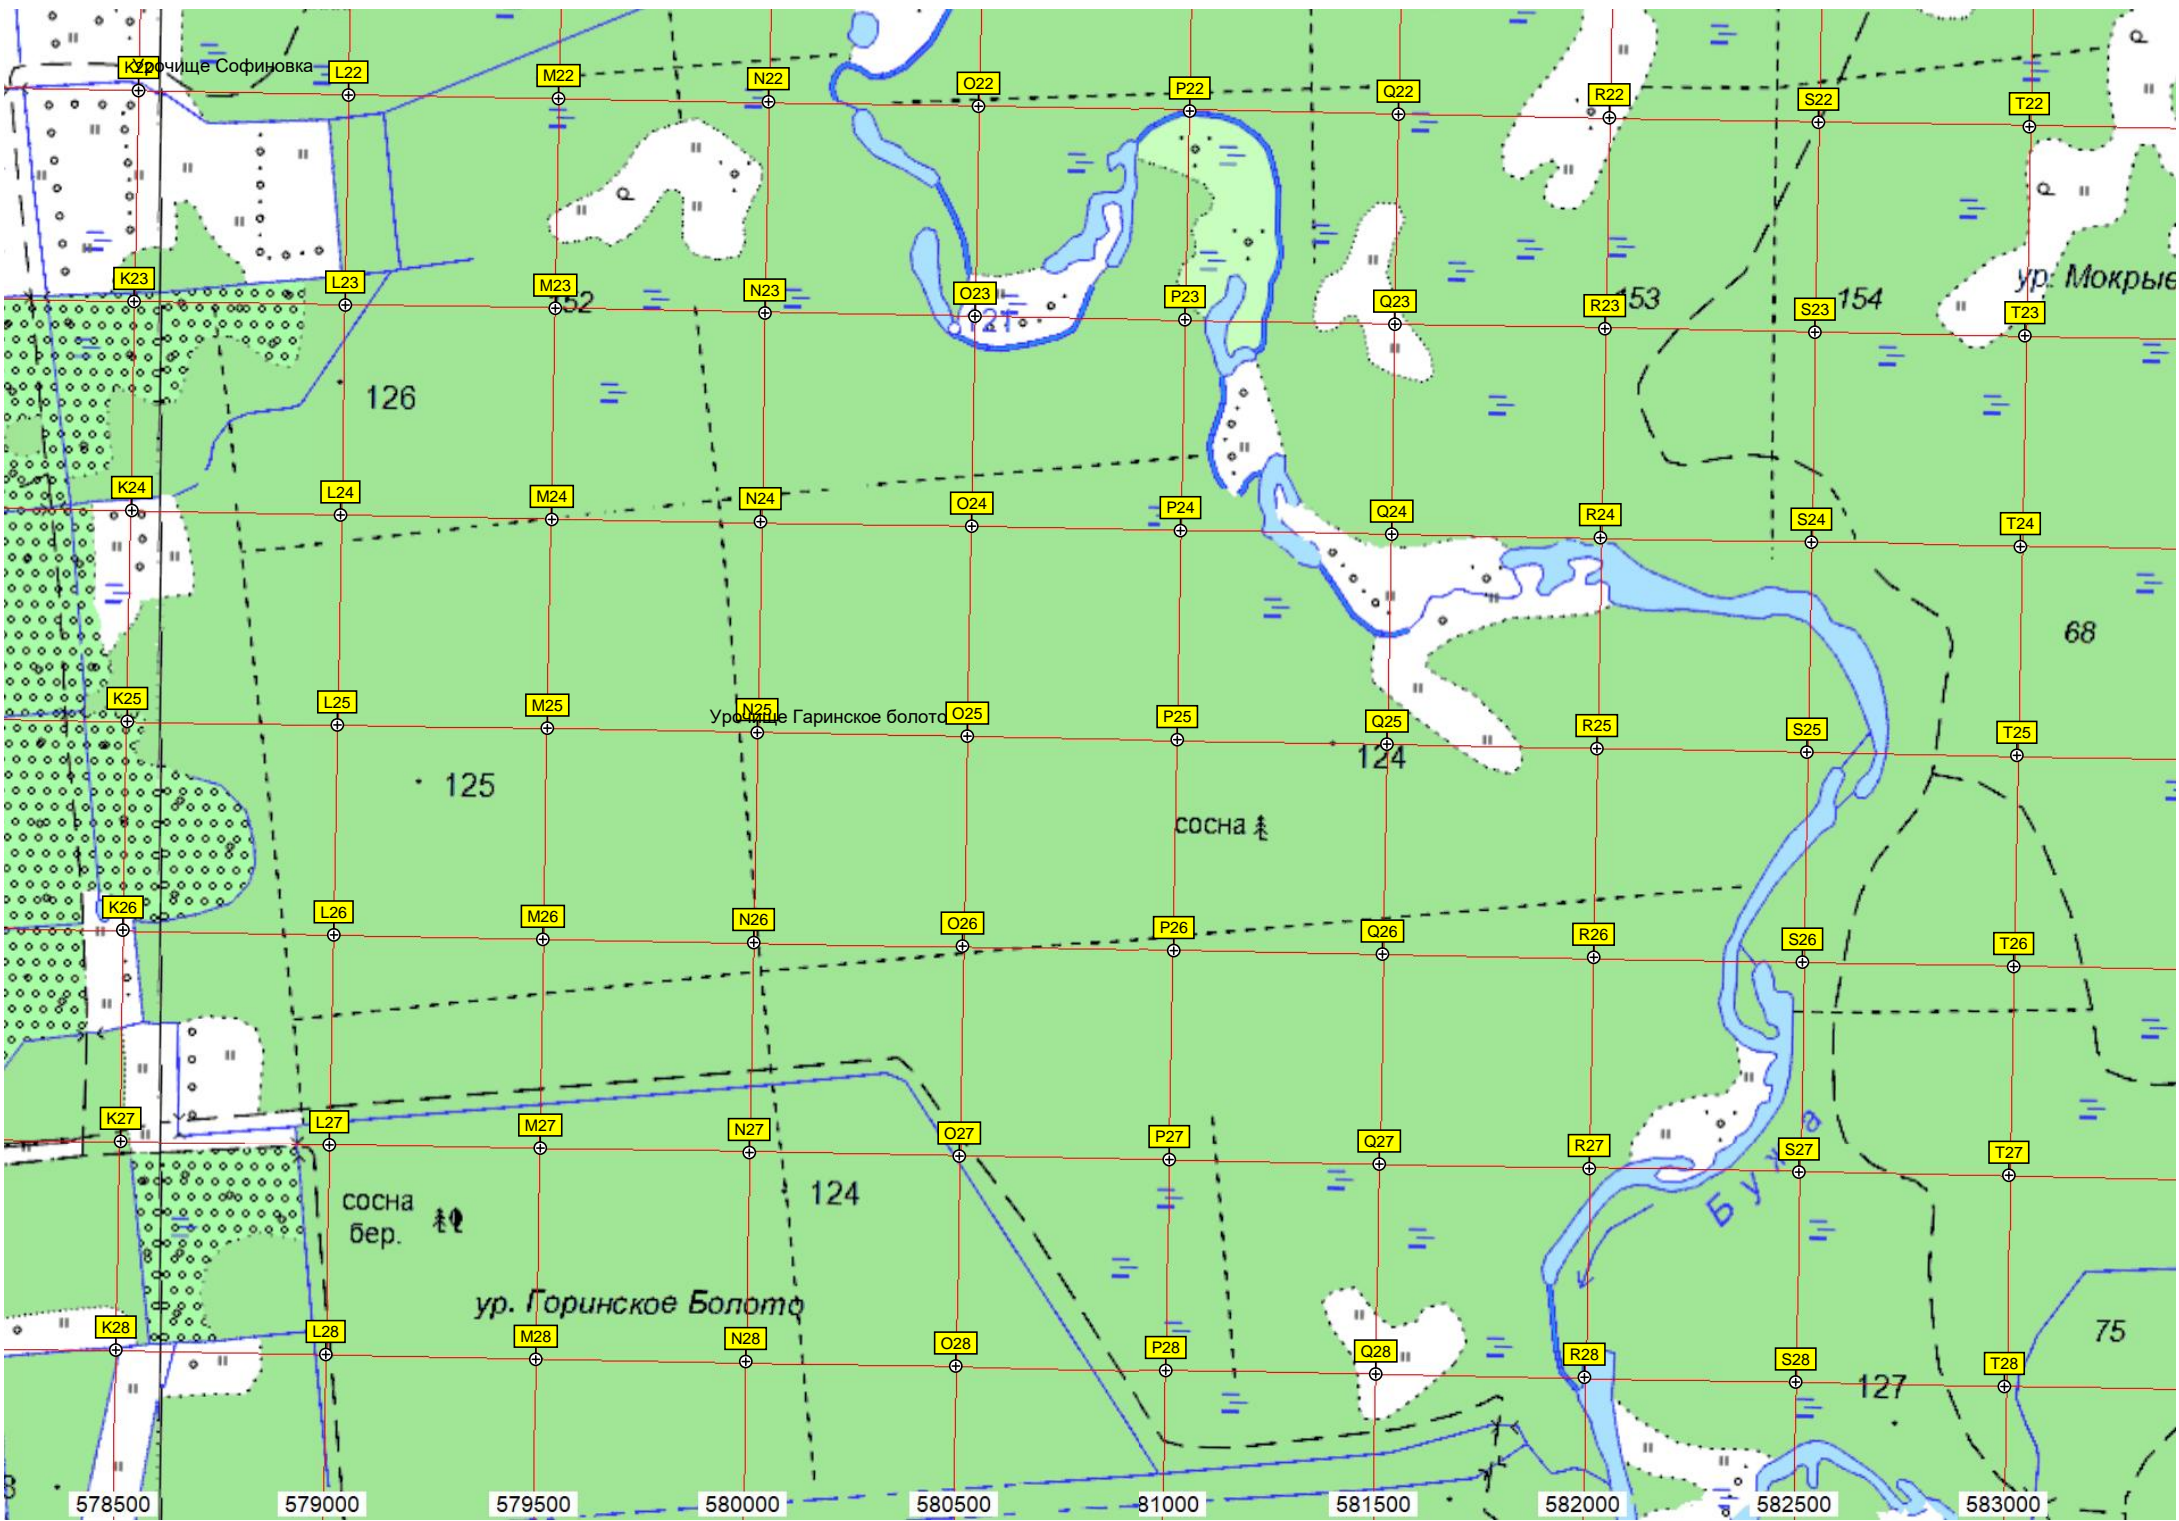 K22 Урочище Софиновка L22 M22 N22 O22 P22 Q22 R22 S22 T22
р
р
р
K23 L23 M23 N23 O23 P23 Q23 R23 S23 T23
ур. Мокрые
152 121 153 154
126
K24 L24 M24 N24 O24 P24 Q24 R24 S24 T24
68
K25 L25 M25 N25 O25 P25 Q25 R25 S25 T25
Урочище Гаринское болото
124
125
сосна
K26 L26 M26 N26 O26 P26 Q26 R26 S26 T26
K27 L27 M27 N27 O27 P27 Q27 R27 S27 T27
Бужа
сосна
бер.
124
ур. Горинское Болото
75
K28 L28 M28 N28 O28 P28 Q28 R28 S28 T28
127
578500 579000 579500 580000 580500 581000 581500 582000 582500 583000